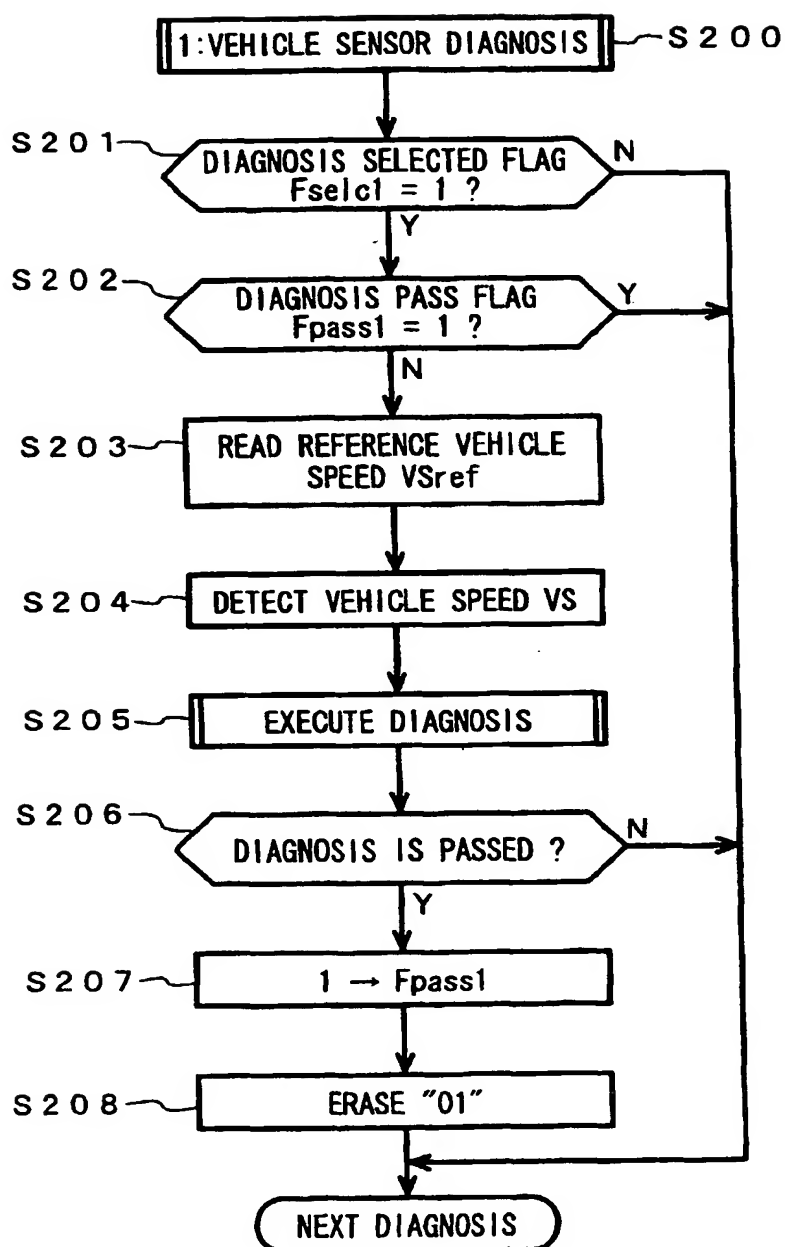 1:VEHICLE SENSOR DIAGNOSIS
S200
S201
DIAGNOSIS SELECTED FLAG
Fselc1 = 1 ?
N
Y
S202
DIAGNOSIS PASS FLAG
Fpass1 = 1 ?
Y
N
S203
READ REFERENCE VEHICLE
SPEED VSref
S204
DETECT VEHICLE SPEED VS
S205
EXECUTE DIAGNOSIS
S206
DIAGNOSIS IS PASSED ?
N
Y
S207
1 → Fpass1
S208
ERASE "01"
NEXT DIAGNOSIS